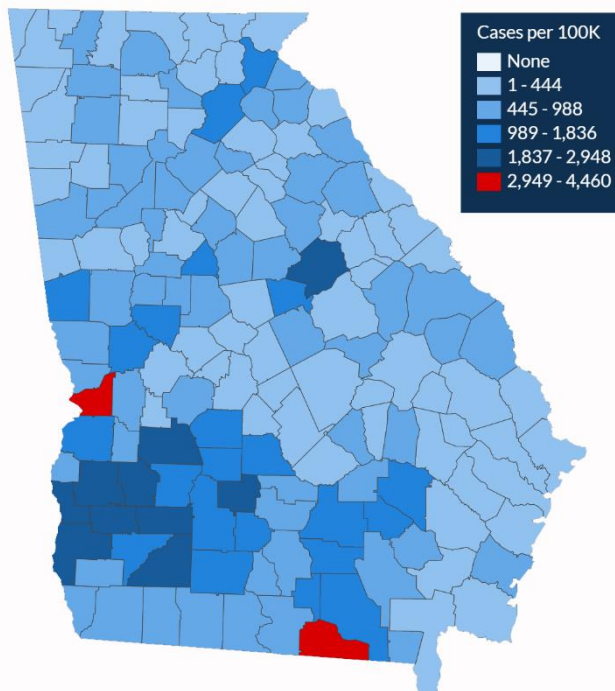 Cases per 100K
None
1 - 444
445 - 988
989 - 1,836
1,837 - 2,948
2,949 - 4,460